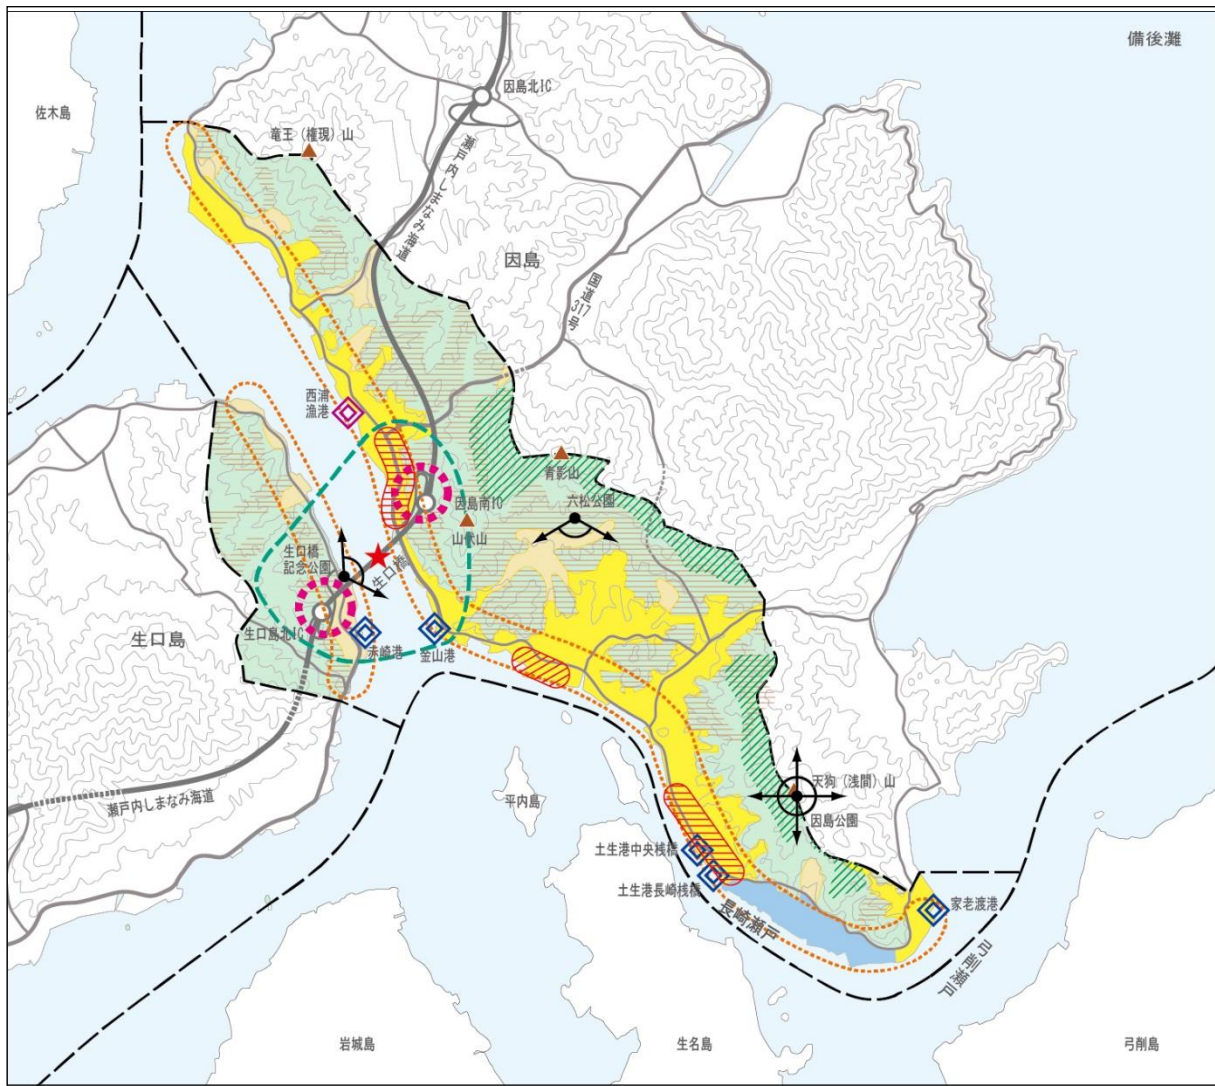 備後灘
因島北IC
佐木島
竜王（権現）山
瀬戸内しまなみ海道
因島
国道317号
西浦
漁港
青影山
因島南IC
六松公園
山伏山
生口橋
記念公園
生口橋
生口島北IC
生口島
赤崎港
金山港
天狗（浅間）山
瀬戸内しまなみ海道
平内島
因島公園
土生港中央桟橋
土生港長崎桟橋
長崎瀬戸
家老渡港
弓削瀬戸
岩城島
生名島
弓削島